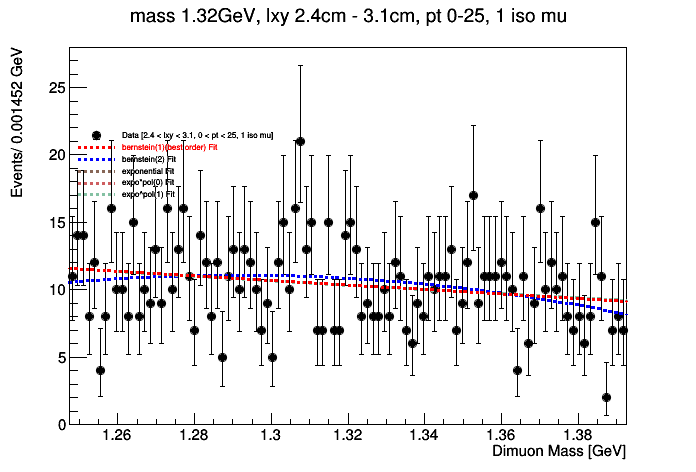 mass 1.32GeV, lxy 2.4cm - 3.1cm, pt 0-25, 1 iso mu
Events/ 0.001452 GeV
25
20
15
10
5
0
Data [2.4 < lxy < 3.1, 0 < pt < 25, 1 iso mu]
bernstein(1)(best order) Fit
bernstein(2) Fit
exponential Fit
expo*pol(0) Fit
expo*pol(1) Fit
1.26 1.28 1.3 1.32 1.34 1.36 1.38
Dimuon Mass [GeV]